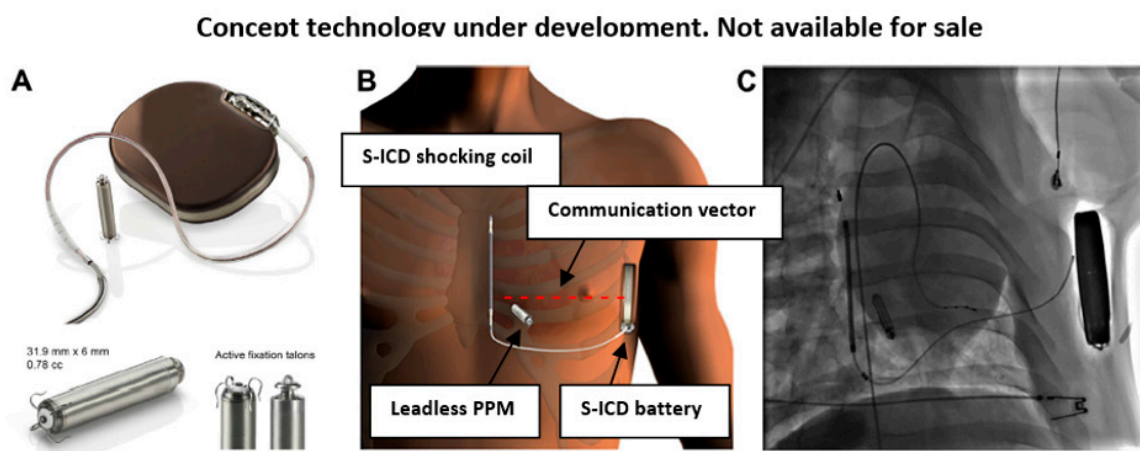 Concept technology under development. Not available for sale
A
B
C
S-ICD shocking coil
Communication vector
31.9 mm x 6 mm
0.78 cc
Active fixation talons
Leadless PPM
S-ICD battery